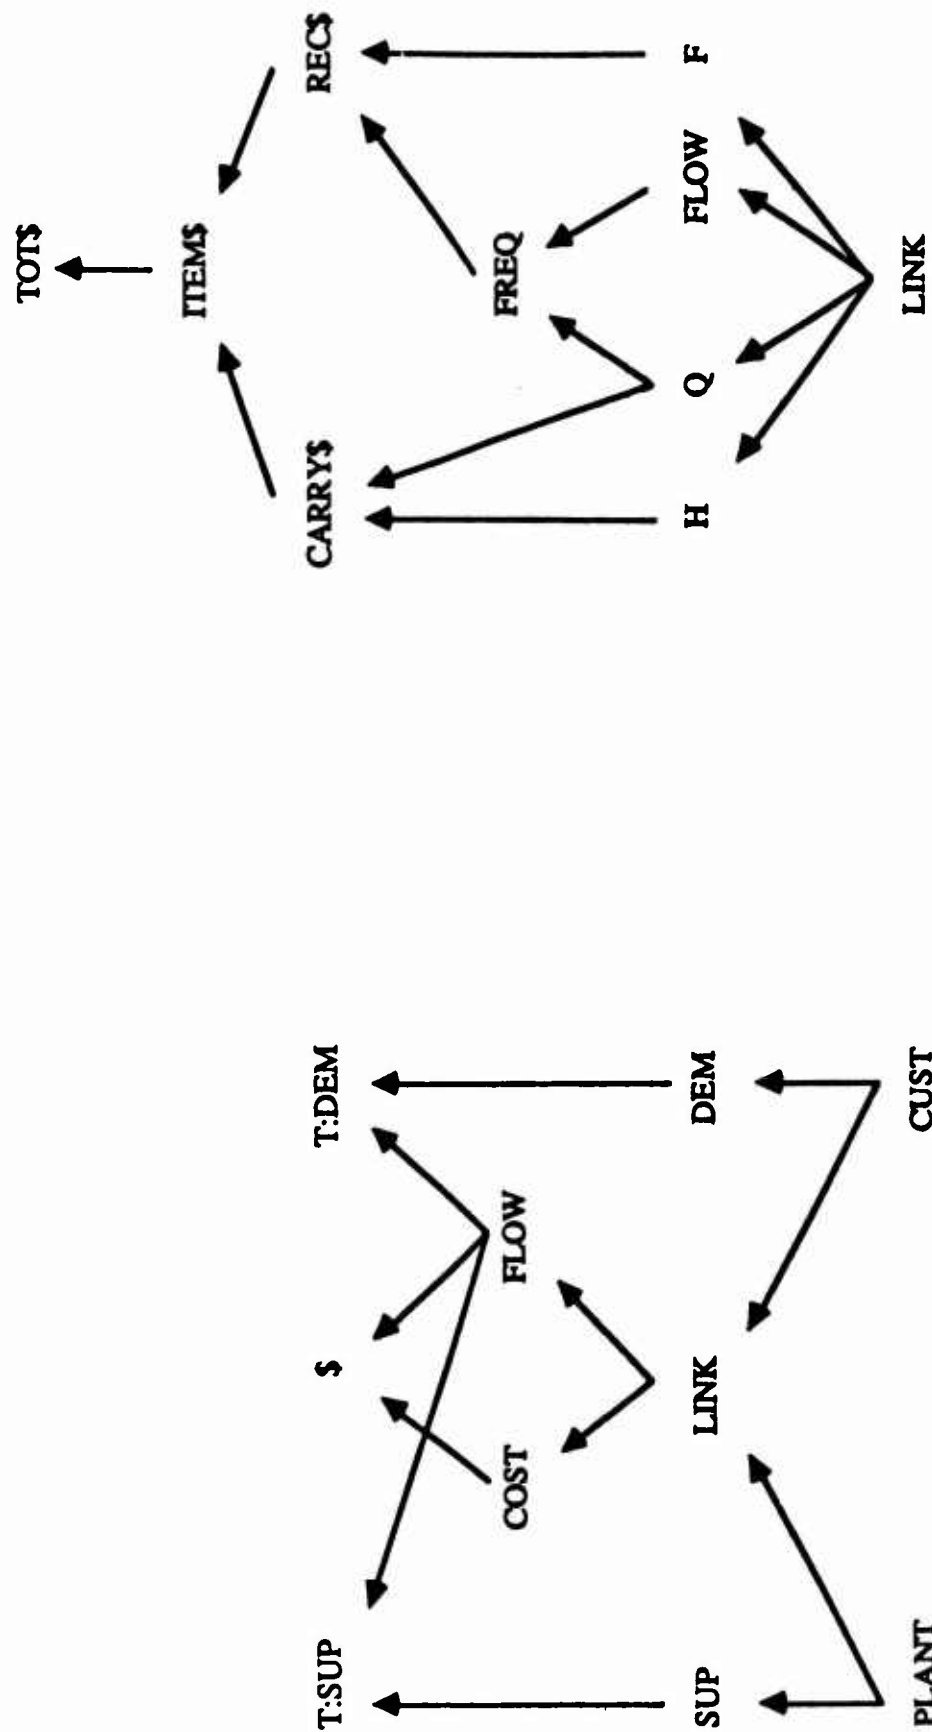 T:SUP $ T:DEM
COST FLOW
SUP LINK DEM
PLANT CUST
TOT$
ITEM$
CARRY$ REC$
FREQ
H Q FLOW F
LINK